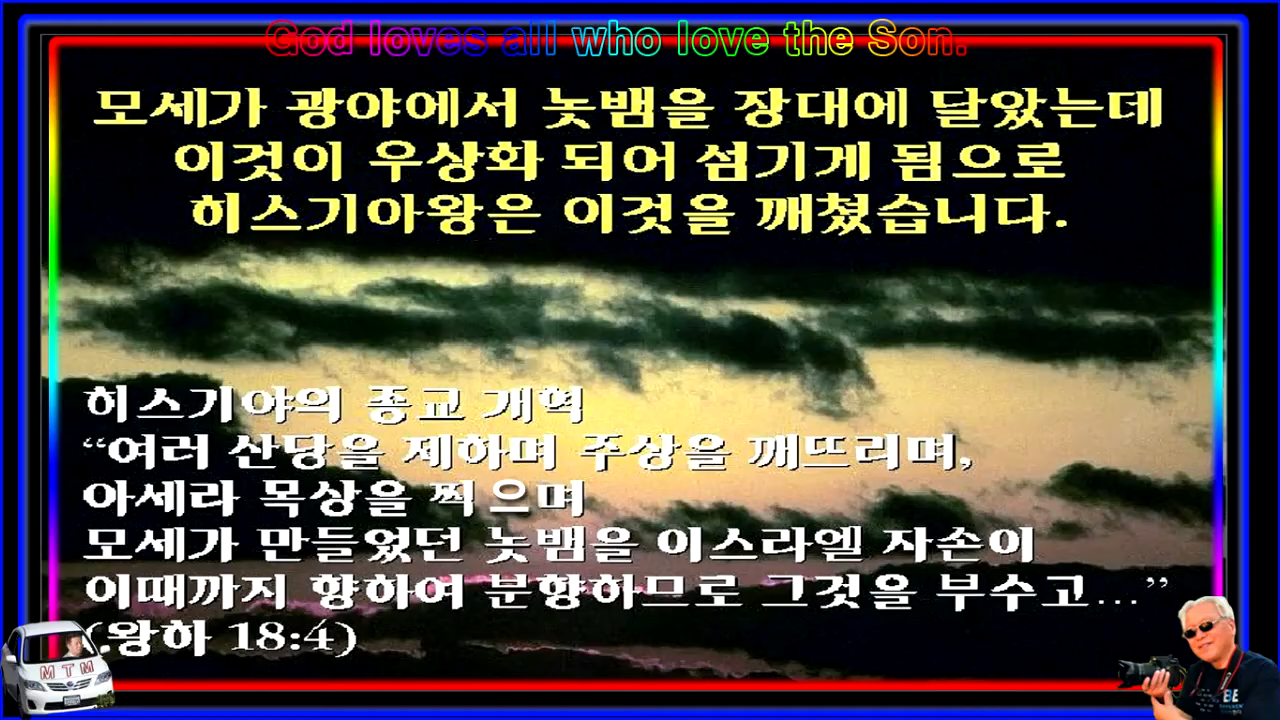 God loves all who love the Son.
모세가 광야에서 놋뱀을 장대에 달았는데
이것이 우상화 되어 섬기게 됨으로
히스기아왕은 이것을 깨쳤습니다.
히스기야의 종교 개혁
“여러 산당을 제하며 주상을 깨뜨리며,
아세라 목상을 찍으며
모세가 만들었던 놋뱀을 이스라엘 자손이
이때까지 향하여 분향하므로 그것을 부수고…”
(왕하 18:4)
MTM